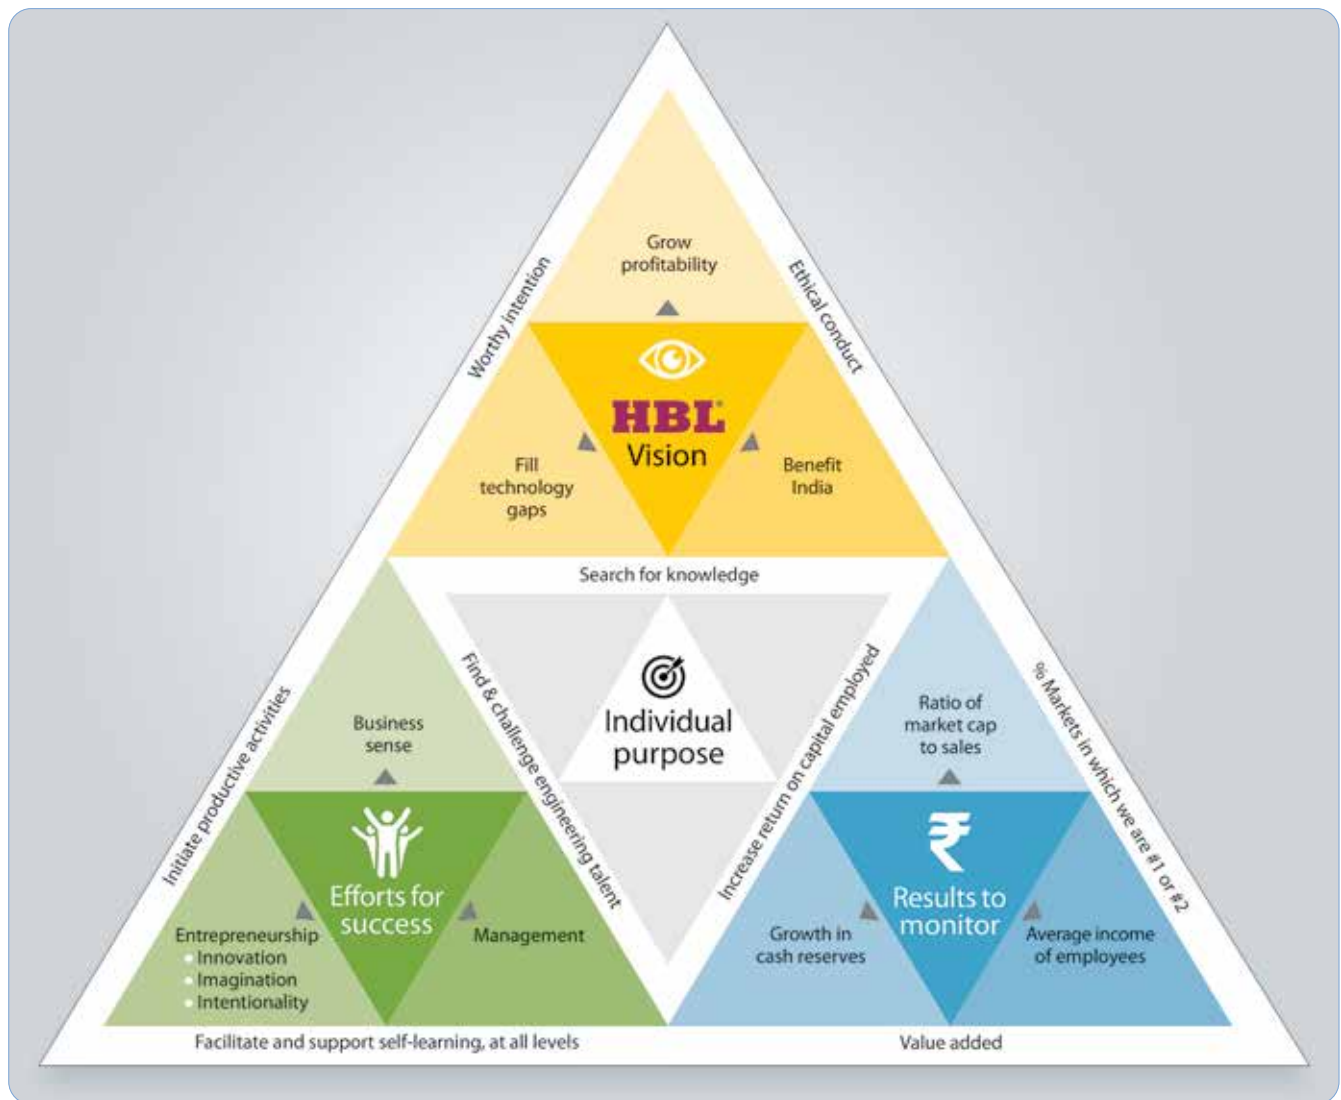 Grow
profitability
Worthy intention
Ethical conduct
HBL
Vision
Fill
technology
gaps
Benefit
India
Search for knowledge
Individual
purpose
Find & challenge engineering talent
Increase return on capital employed
Initiate productive activities
Business
sense
Efforts for
success
Entrepreneurship
• Innovation
• Imagination
• Intentionality
Management
Facilitate and support self-learning, at all levels
% Markets in which we are #1 or #2
Ratio of
market cap
to sales
₹
Results to
monitor
Growth in
cash reserves
Average income
of employees
Value added